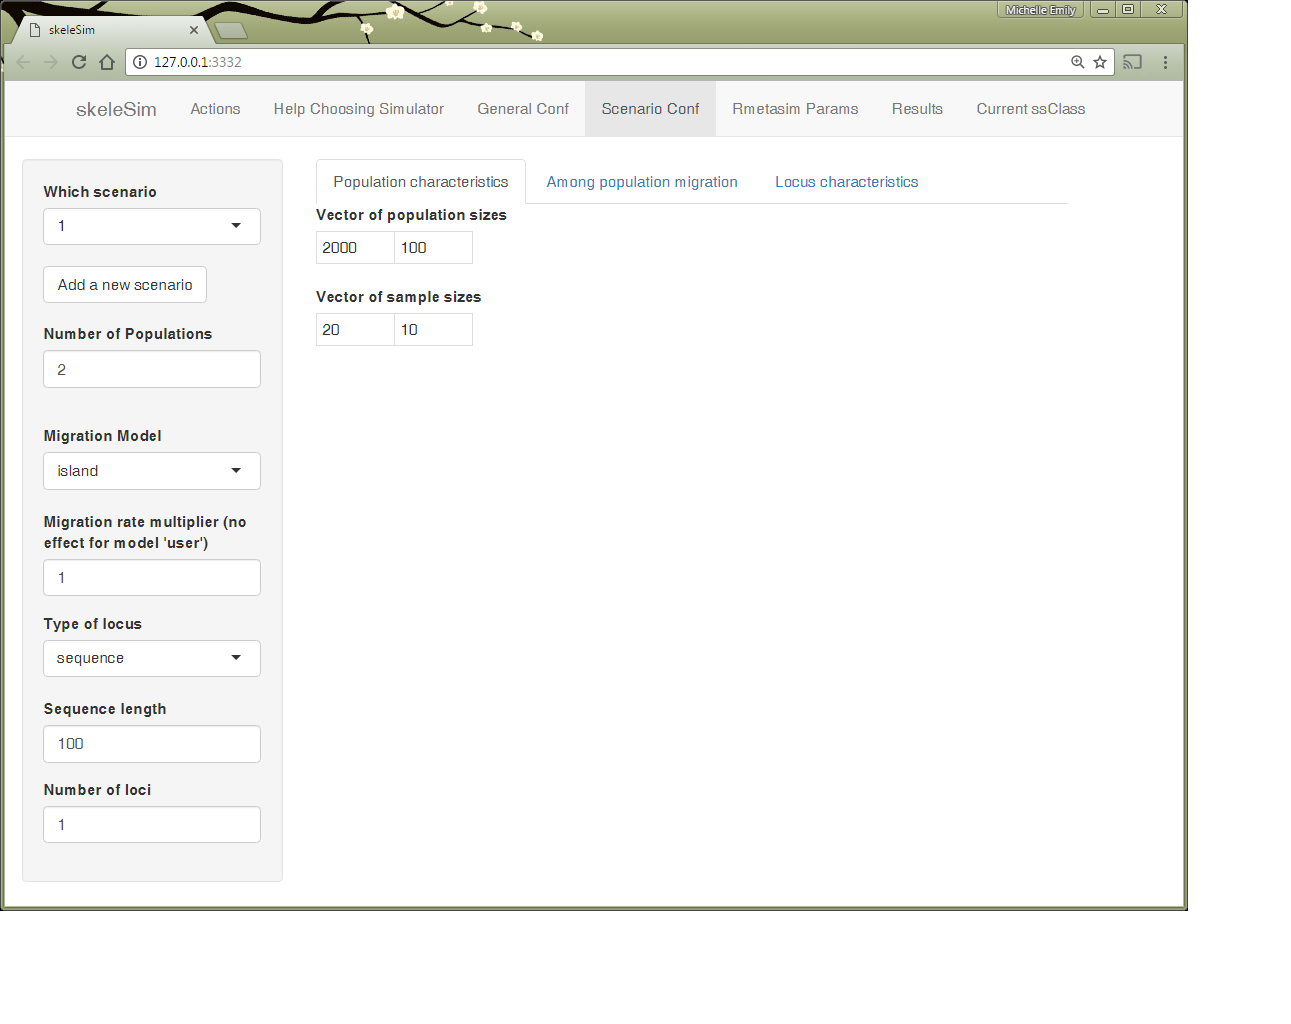 Michelle Emily
skeleSim
127.0.0.1:3332
skeleSim Actions Help Choosing Simulator General Conf Scenario Conf Rmetasim Params Results Current ssClass
Which scenario
1
Add a new scenario
Number of Populations
2
Migration Model
island
Migration rate multiplier (no
effect for model 'user')
1
Type of locus
sequence
Sequence length
100
Number of loci
1
Population characteristics Among population migration Locus characteristics
Vector of population sizes
2000 100
Vector of sample sizes
20 10